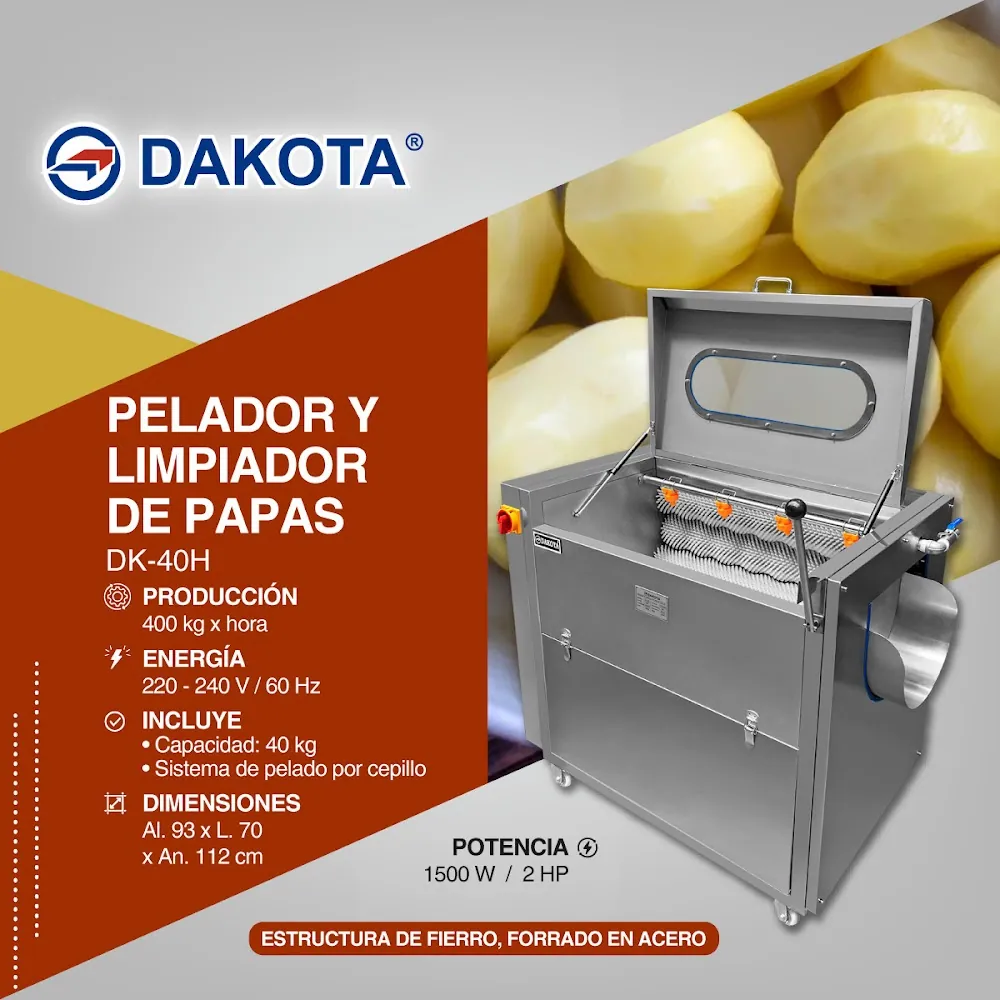 DAKOTA®
PELADOR Y
LIMPIADOR
DE PAPAS
DK-40H
PRODUCCIÓN
400 kg x hora
ENERGÍA
220 - 240 V / 60 Hz
INCLUYE
• Capacidad: 40 kg
• Sistema de pelado por cepillo
DIMENSIONES
Al. 93 x L. 70
x An. 112 cm
DAKOTA
POTENCIA
1500 W / 2 HP
ESTRUCTURA DE FIERRO, FORRADO EN ACERO